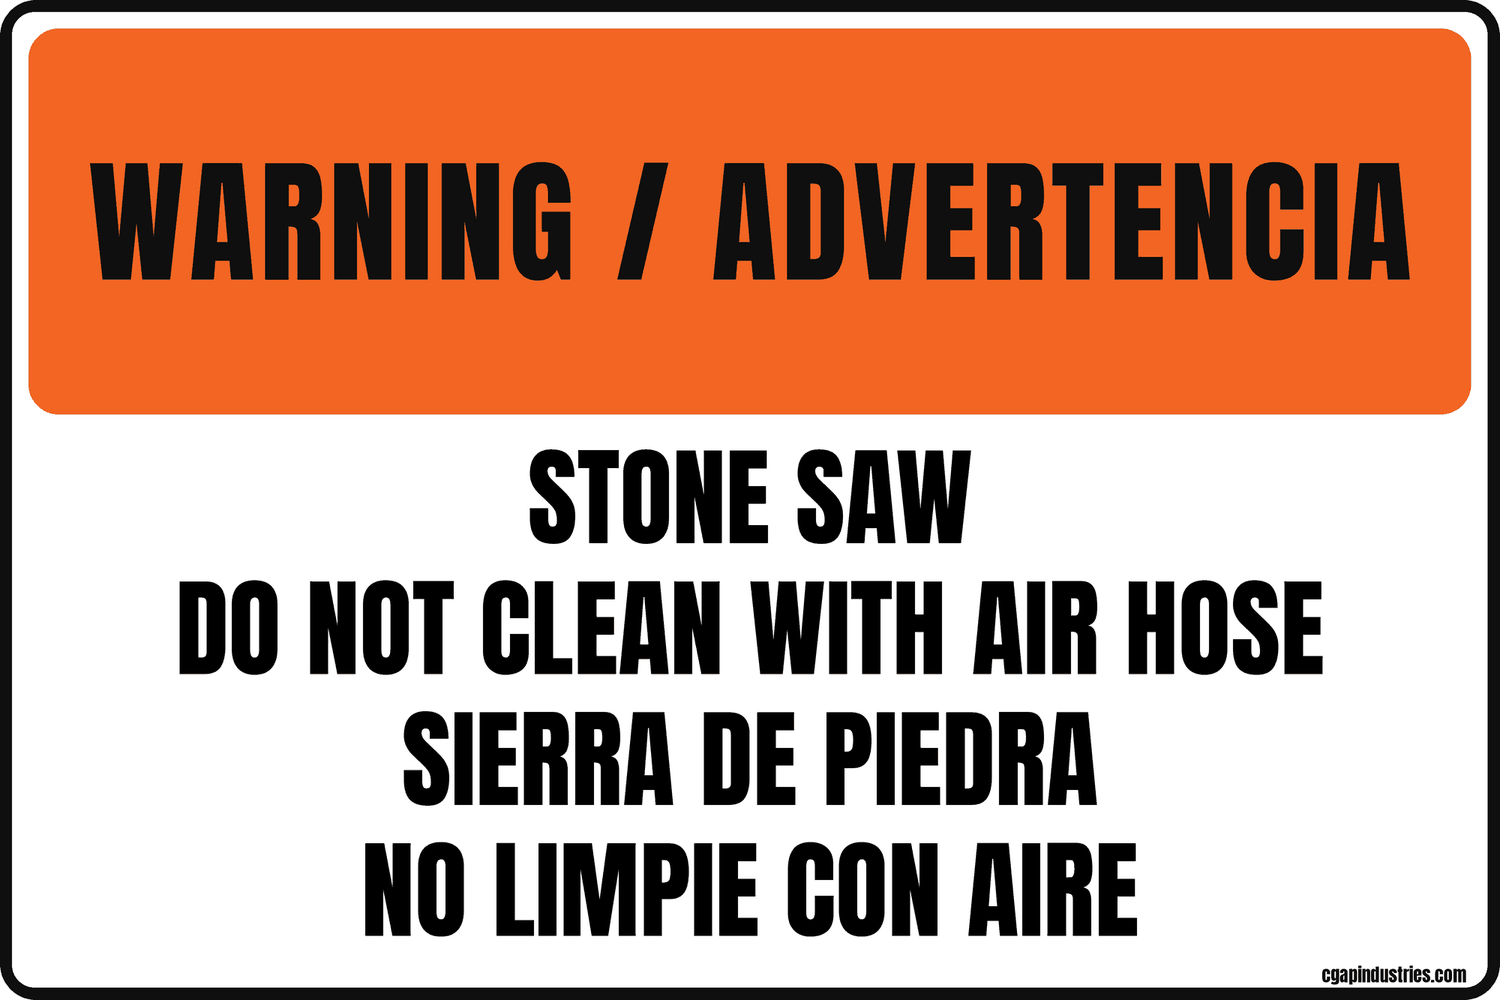 WARNING / ADVERTENCIA
STONE SAW
DO NOT CLEAN WITH AIR HOSE
SIERRA DE PIEDRA
NO LIMPIE CON AIRE
cgapindustries.com